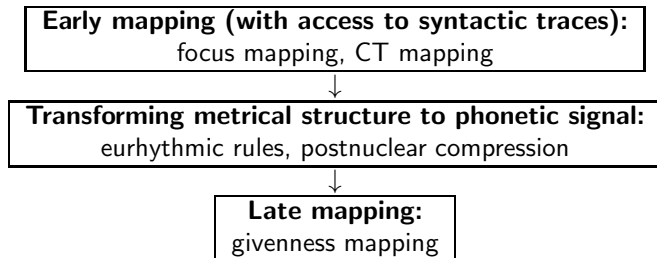 Early mapping (with access to syntactic traces):
focus mapping, CT mapping
↓
Transforming metrical structure to phonetic signal:
eurhythmic rules, postnuclear compression
↓
Late mapping:
givenness mapping